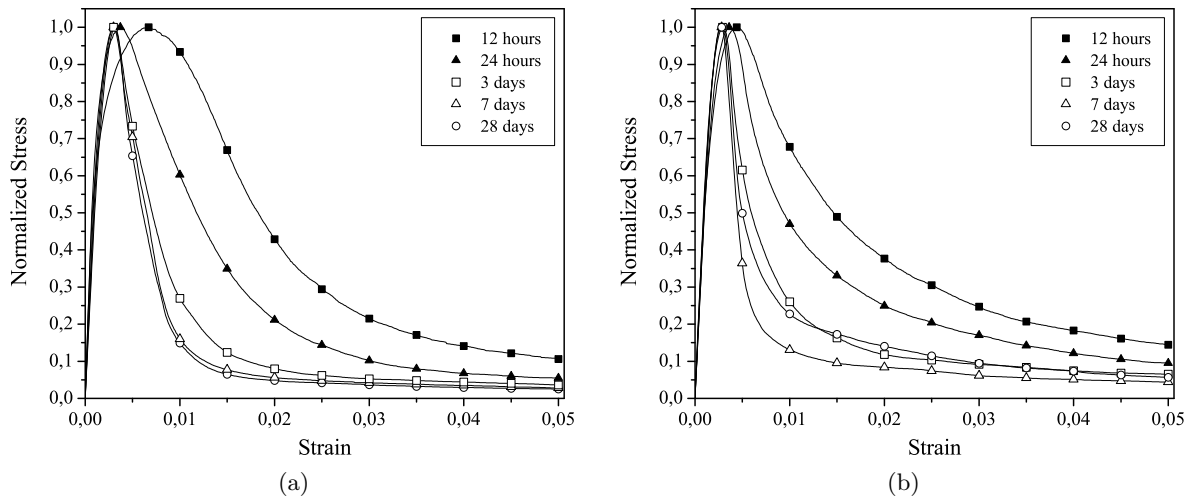 1,0
0,9
0,8
0,7
0,6
0,5
0,4
0,3
0,2
0,1
0,0
Normalized Stress
12 hours
24 hours
3 days
7 days
28 days
0,00
0,01
0,02
0,03
0,04
0,05
Strain
(a)
1,0
0,9
0,8
0,7
0,6
0,5
0,4
0,3
0,2
0,1
0,0
Normalized Stress
12 hours
24 hours
3 days
7 days
28 days
0,00
0,01
0,02
0,03
0,04
0,05
Strain
(b)